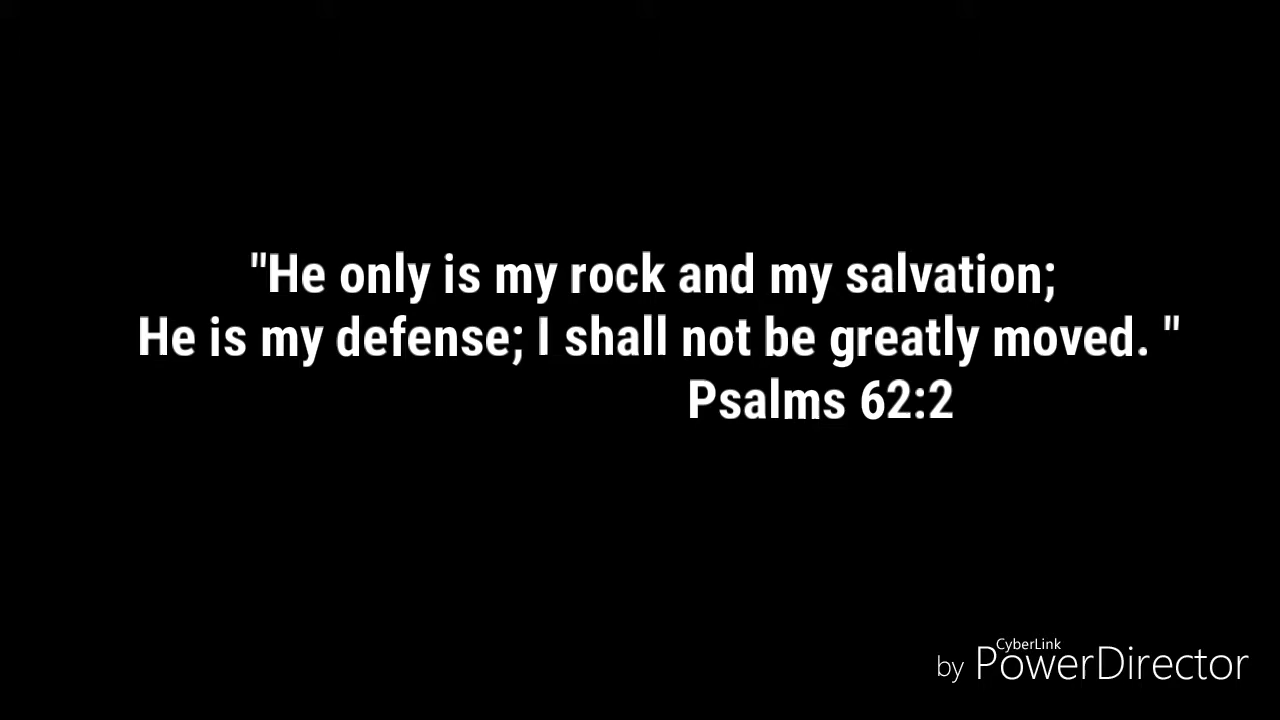 "He only is my rock and my salvation;
He is my defense; I shall not be greatly moved. "
Psalms 62:2
CyberLink
by PowerDirector